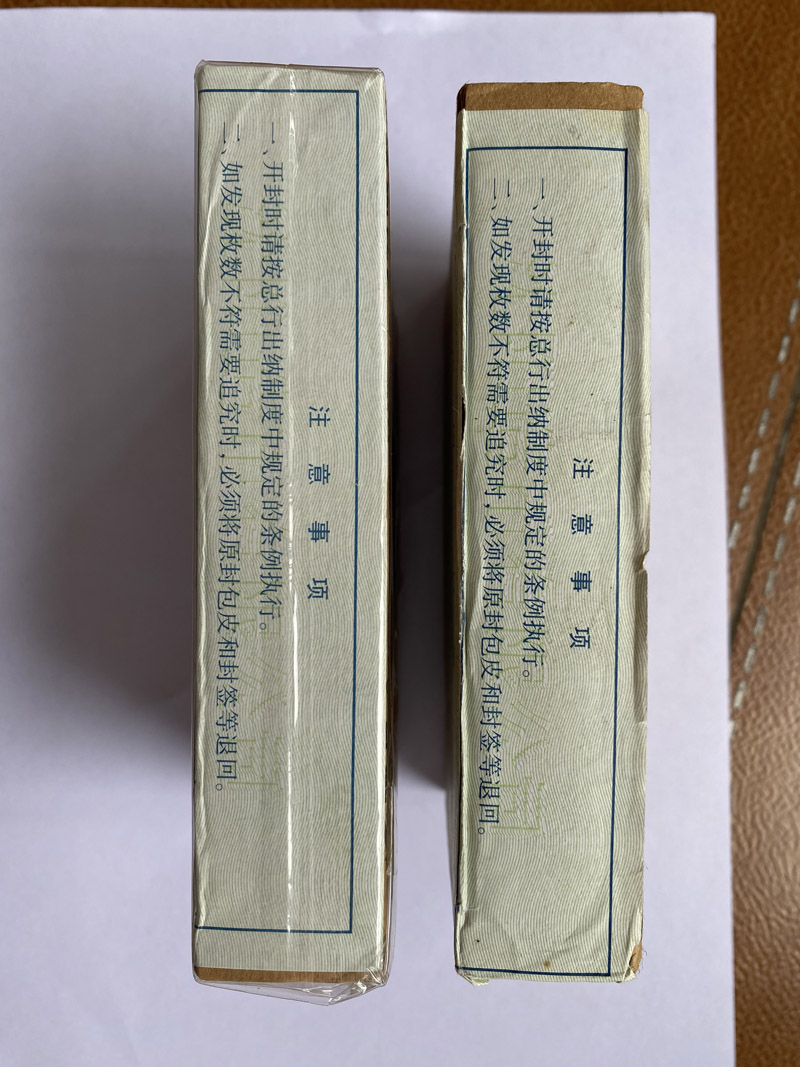 注意事项
一、开封时请按总行出纳制度中规定的条例执行。
二、如发现枚数不符需要追究时，必须将原封包皮和封签等退回。
注意事项
一、开封时请按总行出纳制度中规定的条例执行。
二、如发现枚数不符需要追究时，必须将原封包皮和封签等退回。